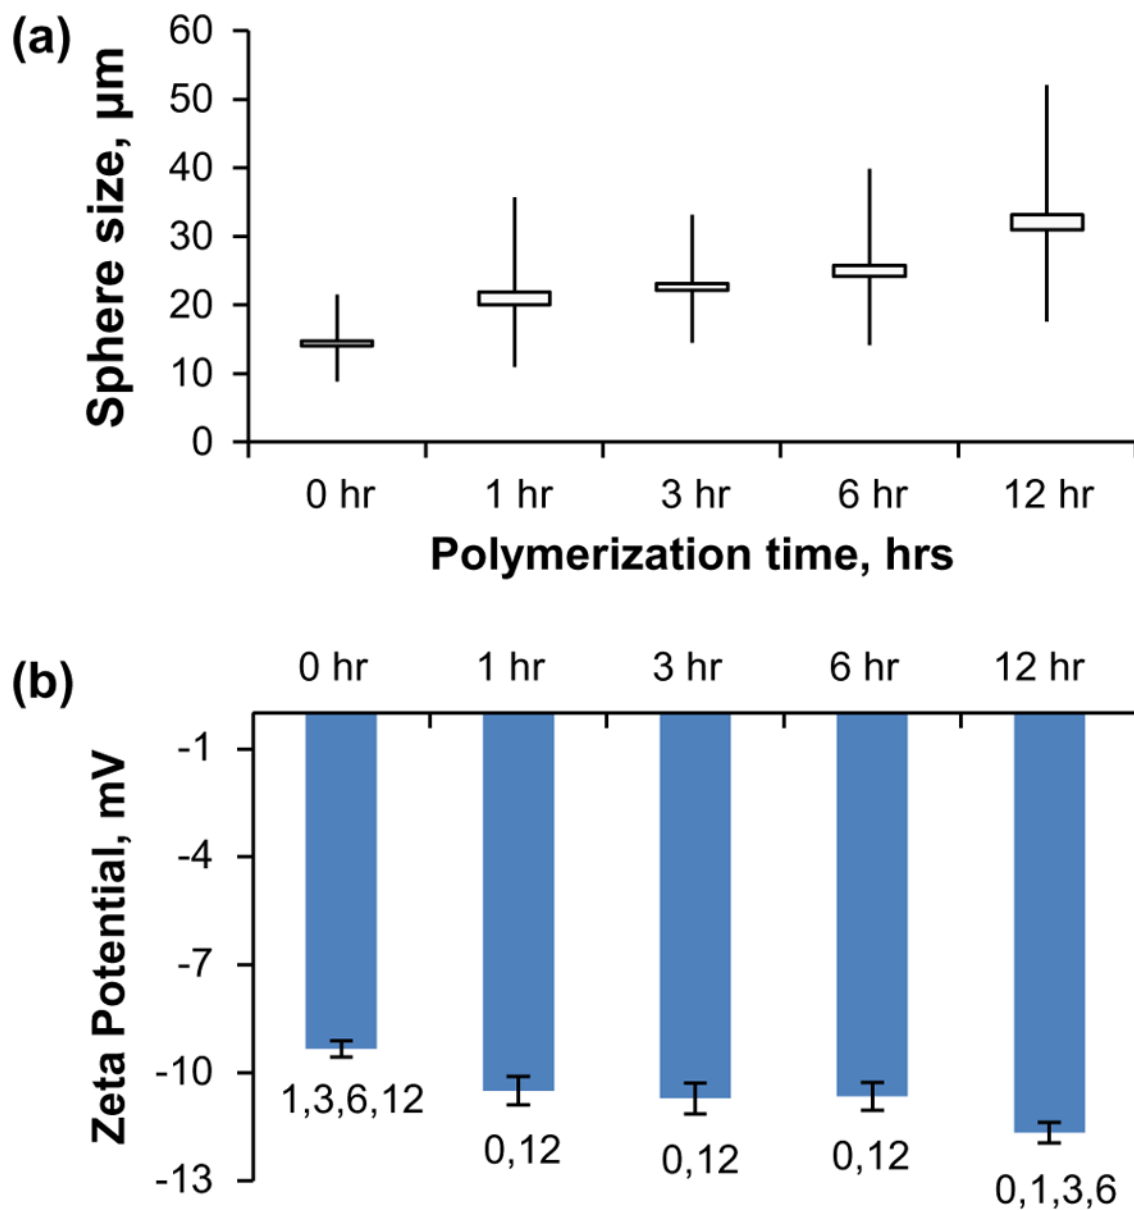 (a)
Sphere size, μm
60
50
40
30
20
10
0
0 hr 1 hr 3 hr 6 hr 12 hr
Polymerization time, hrs
(b)
0 hr 1 hr 3 hr 6 hr 12 hr
Zeta Potential, mV
-1
-4
-7
-10
-13
1,3,6,12
0,12
0,12
0,12
0,1,3,6